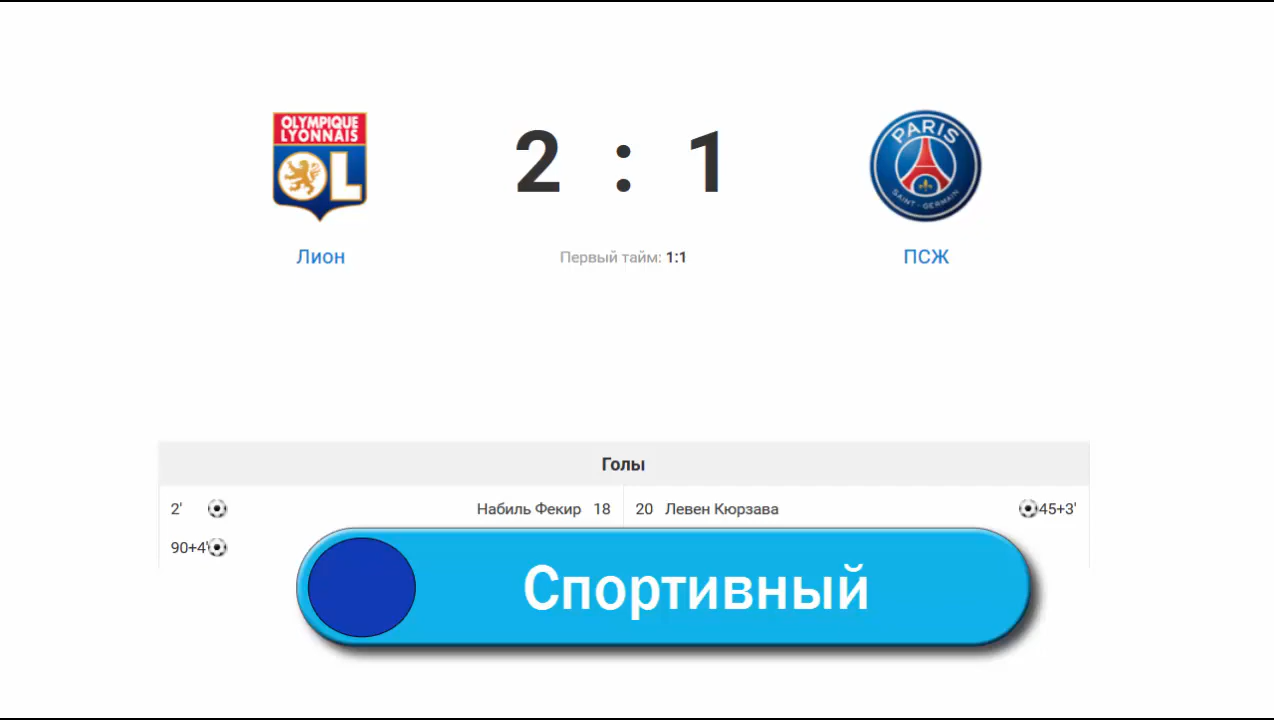 OLYMPIQUE
LYONNAIS
OL
2 : 1
PARIS
SAINT-GERMAIN
Лион
Первый тайм: 1:1
ПСЖ
Голы
2' Набиль Фекир 18 20 Левен Кюрзава 45+3'
90+4'
Спортивный